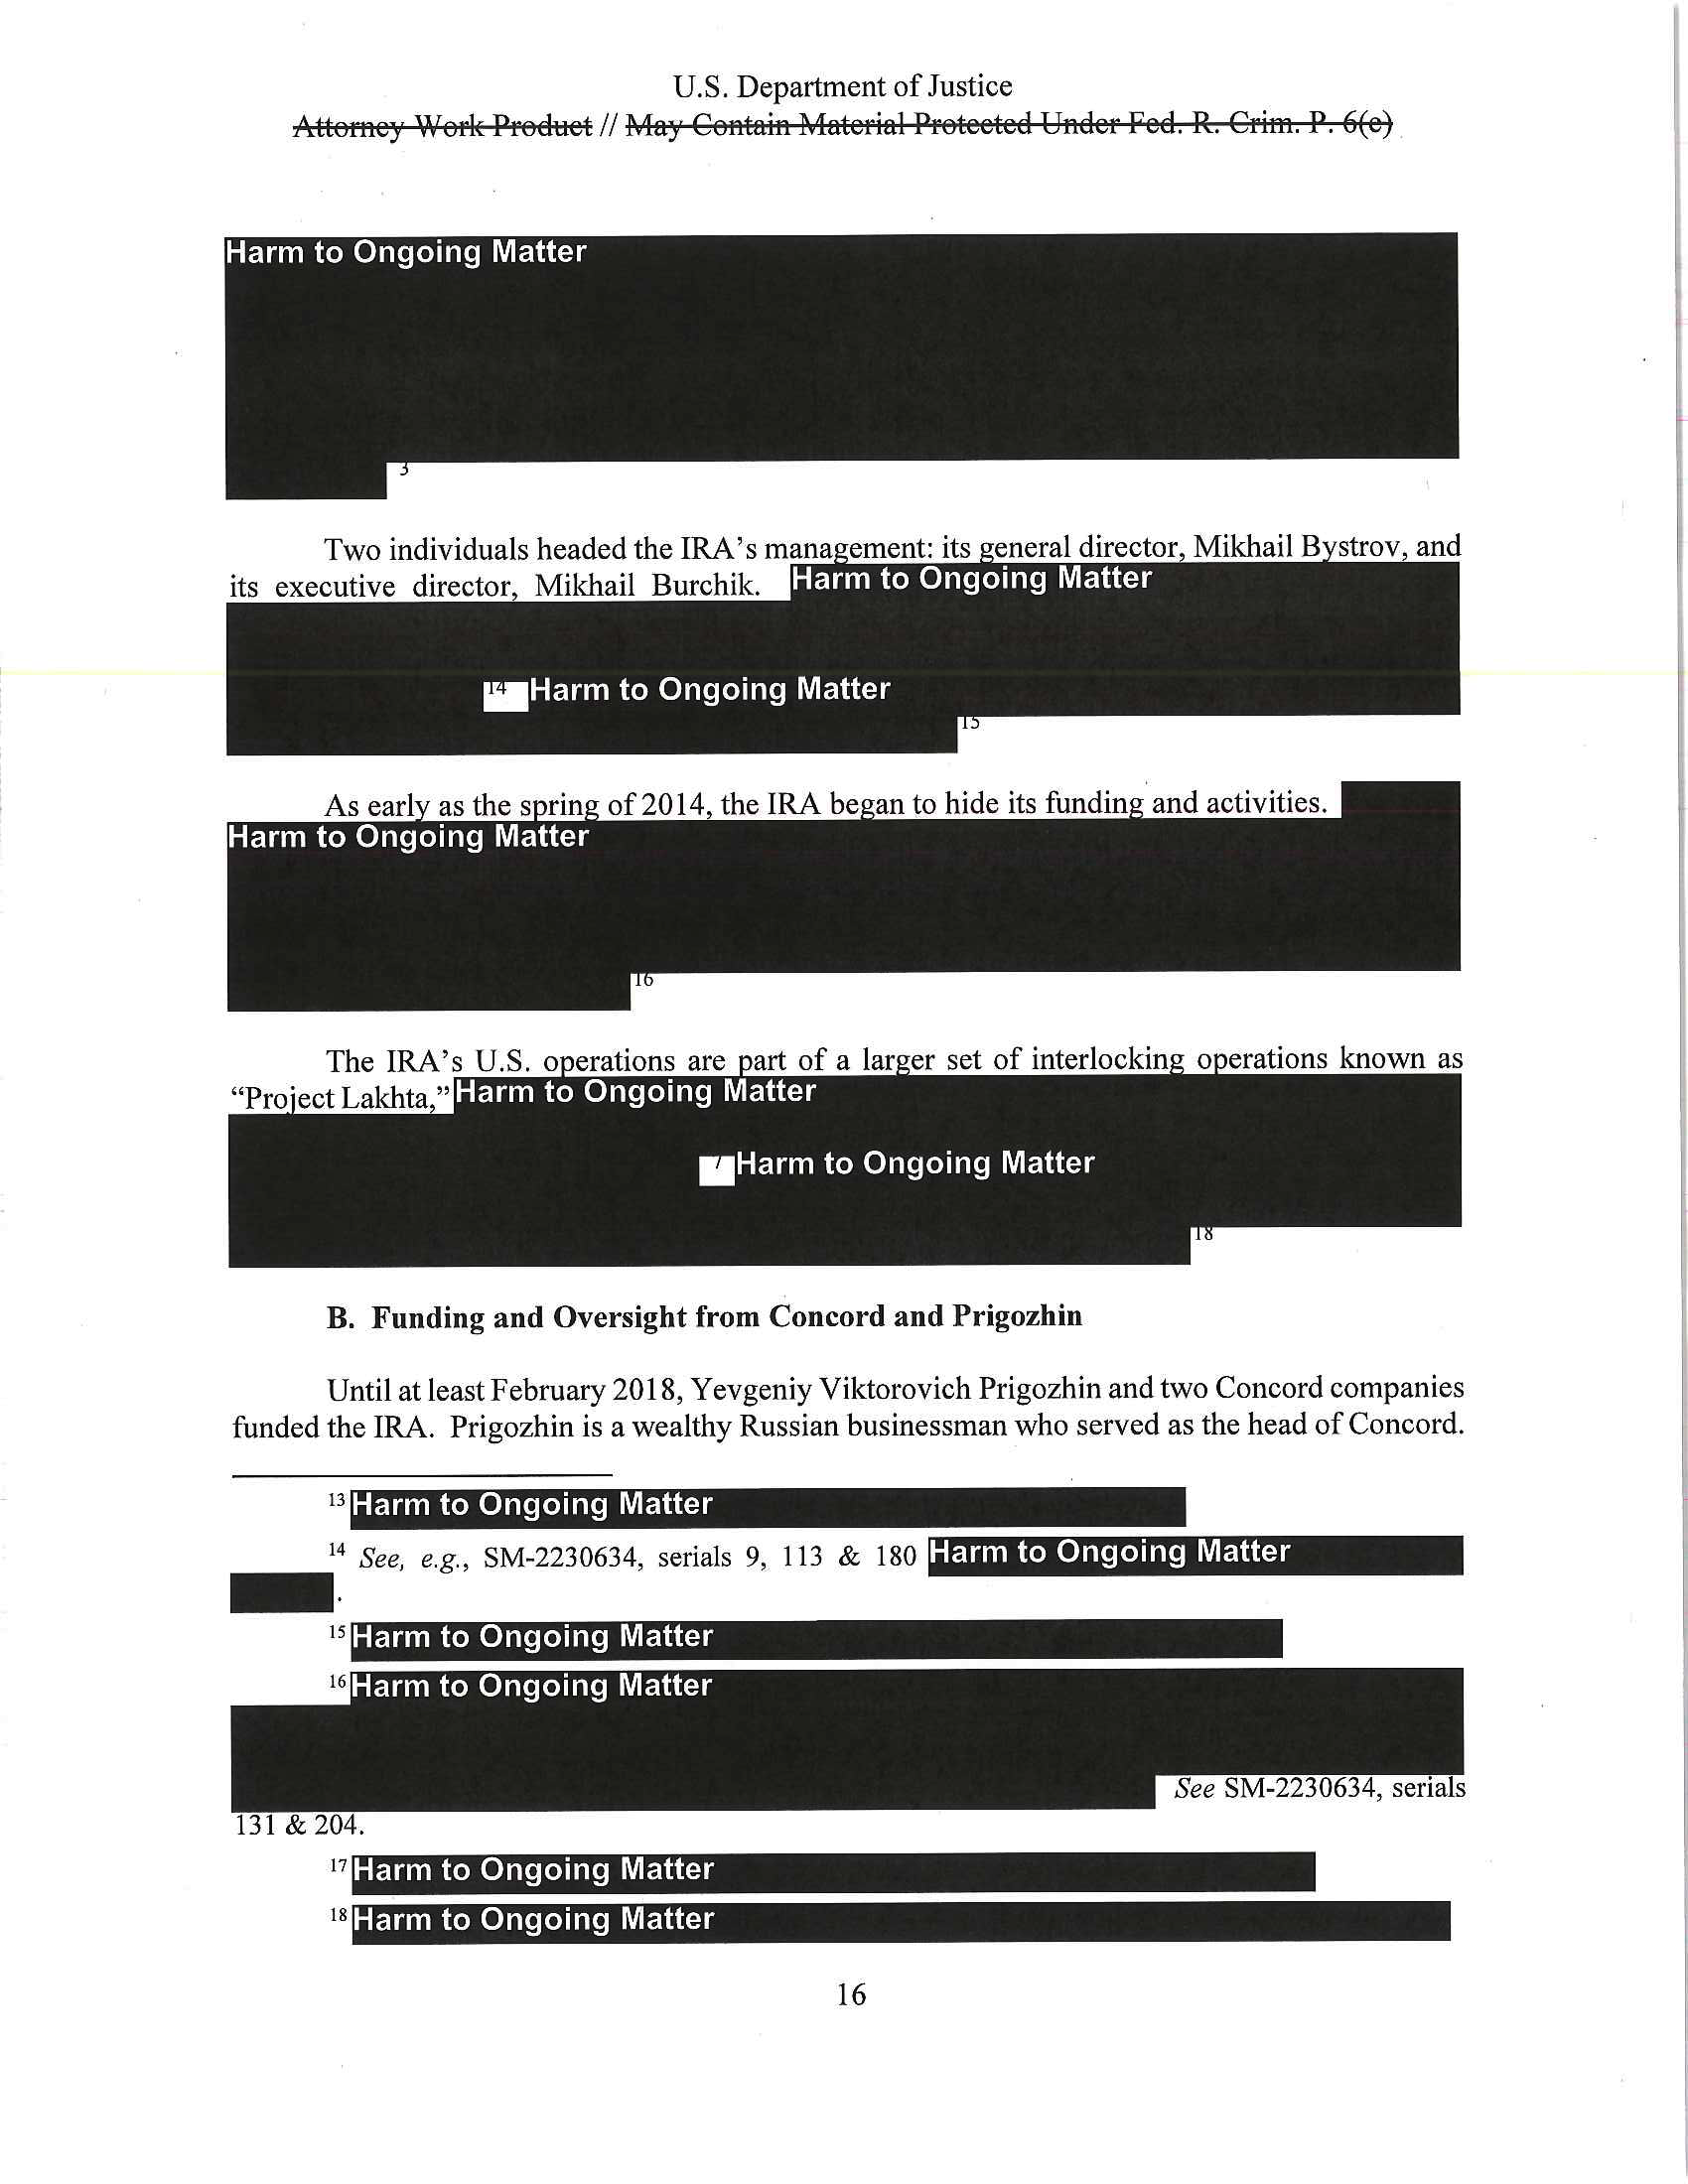 U.S. Department of Justice
Attorney Work Product // May Contain Material Protected Under Fed. R. Crim. P. 6(e)
Harm to Ongoing Matter
3
Two individuals headed the IRA's management: its general director, Mikhail Bystrov, and
its executive director, Mikhail Burchik. Harm to Ongoing Matter
14 Harm to Ongoing Matter
15
As early as the spring of 2014, the IRA began to hide its funding and activities.
Harm to Ongoing Matter
16
The IRA's U.S. operations are part of a larger set of interlocking operations known as
“Project Lakhta,” Harm to Ongoing Matter
Harm to Ongoing Matter
18
B. Funding and Oversight from Concord and Prigozhin
Until at least February 2018, Yevgeniy Viktorovich Prigozhin and two Concord companies
funded the IRA. Prigozhin is a wealthy Russian businessman who served as the head of Concord.
13 Harm to Ongoing Matter
14 See, e.g., SM-2230634, serials 9, 113 & 180 Harm to Ongoing Matter
.
15 Harm to Ongoing Matter
16 Harm to Ongoing Matter
See SM-2230634, serials
131 & 204.
17 Harm to Ongoing Matter
18 Harm to Ongoing Matter
16